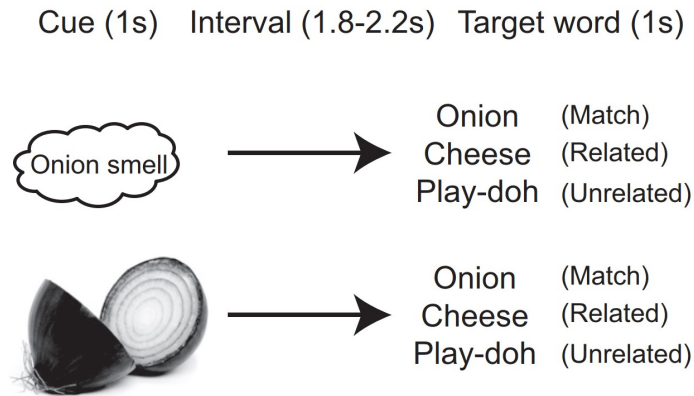 Cue (1s) Interval (1.8-2.2s) Target word (1s)
Onion smell
Onion (Match)
Cheese (Related)
Play-doh (Unrelated)
Onion (Match)
Cheese (Related)
Play-doh (Unrelated)